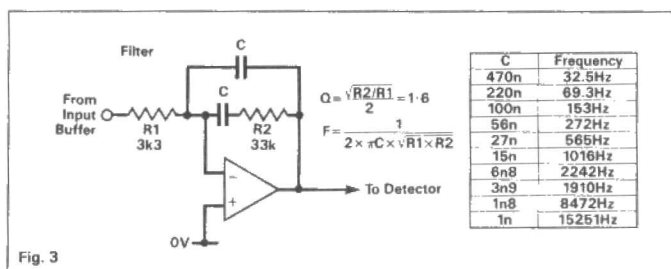 Filter
C
From
Input
Buffer
R1
3k3
C
R2
33k
−
+
0V
To Detector
Q=√R2/R1/2=1·6
F=1/2×πC×√R1×R2
C Frequency
470n 32.5Hz
220n 69.3Hz
100n 153Hz
56n 272Hz
27n 565Hz
15n 1016Hz
6n8 2242Hz
3n9 1910Hz
1n8 8472Hz
1n 15251Hz
Fig. 3